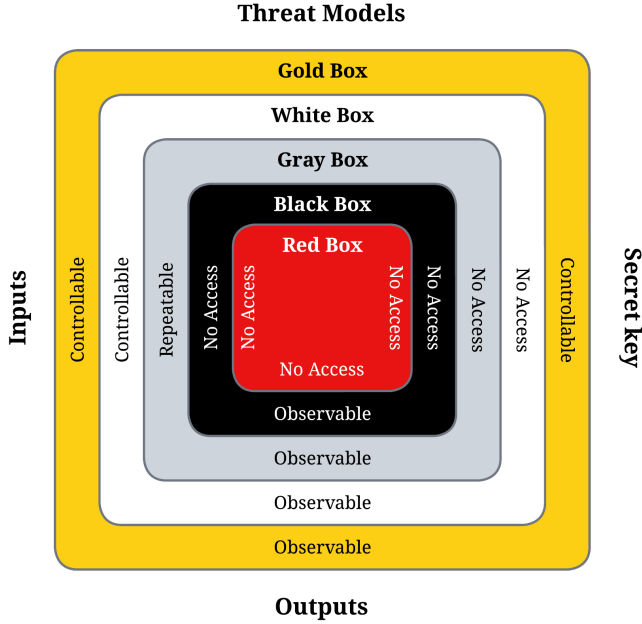 Threat Models
Gold Box
White Box
Gray Box
Black Box
Red Box
Inputs
Controllable
Controllable
Repeatable
No Access
No Access
No Access
No Access
No Access
No Access
Controllable
Secret key
No Access
Observable
Observable
Observable
Observable
Outputs